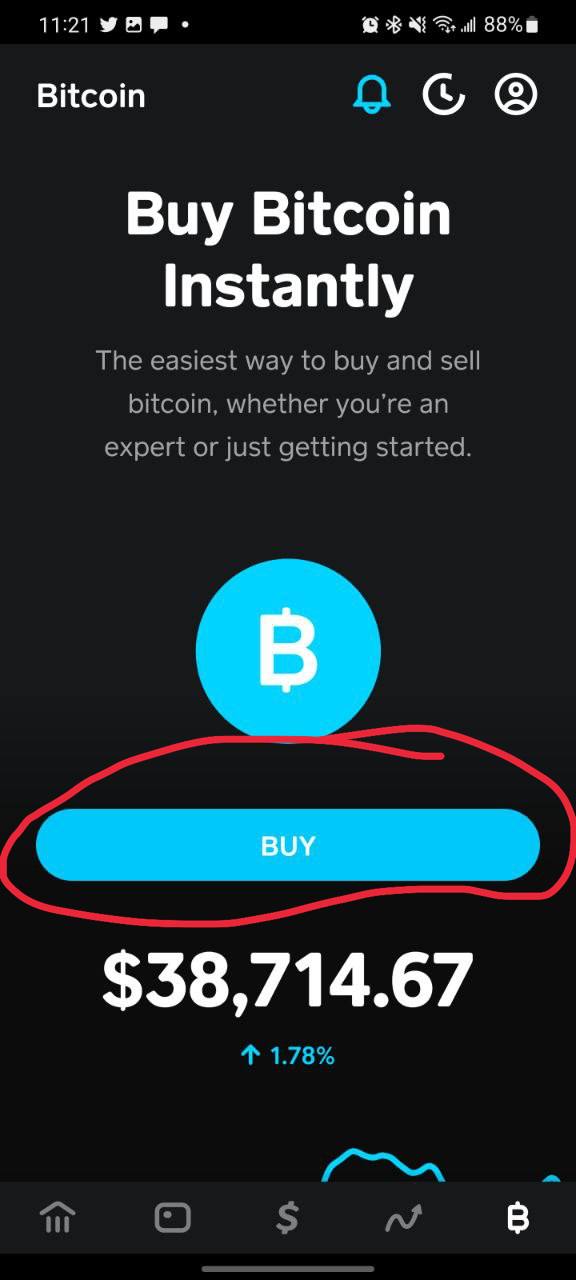 11:21 88%
Bitcoin
Buy Bitcoin
Instantly
The easiest way to buy and sell
bitcoin, whether you’re an
expert or just getting started.
₿
BUY
$38,714.67
↑ 1.78%
$ ₿